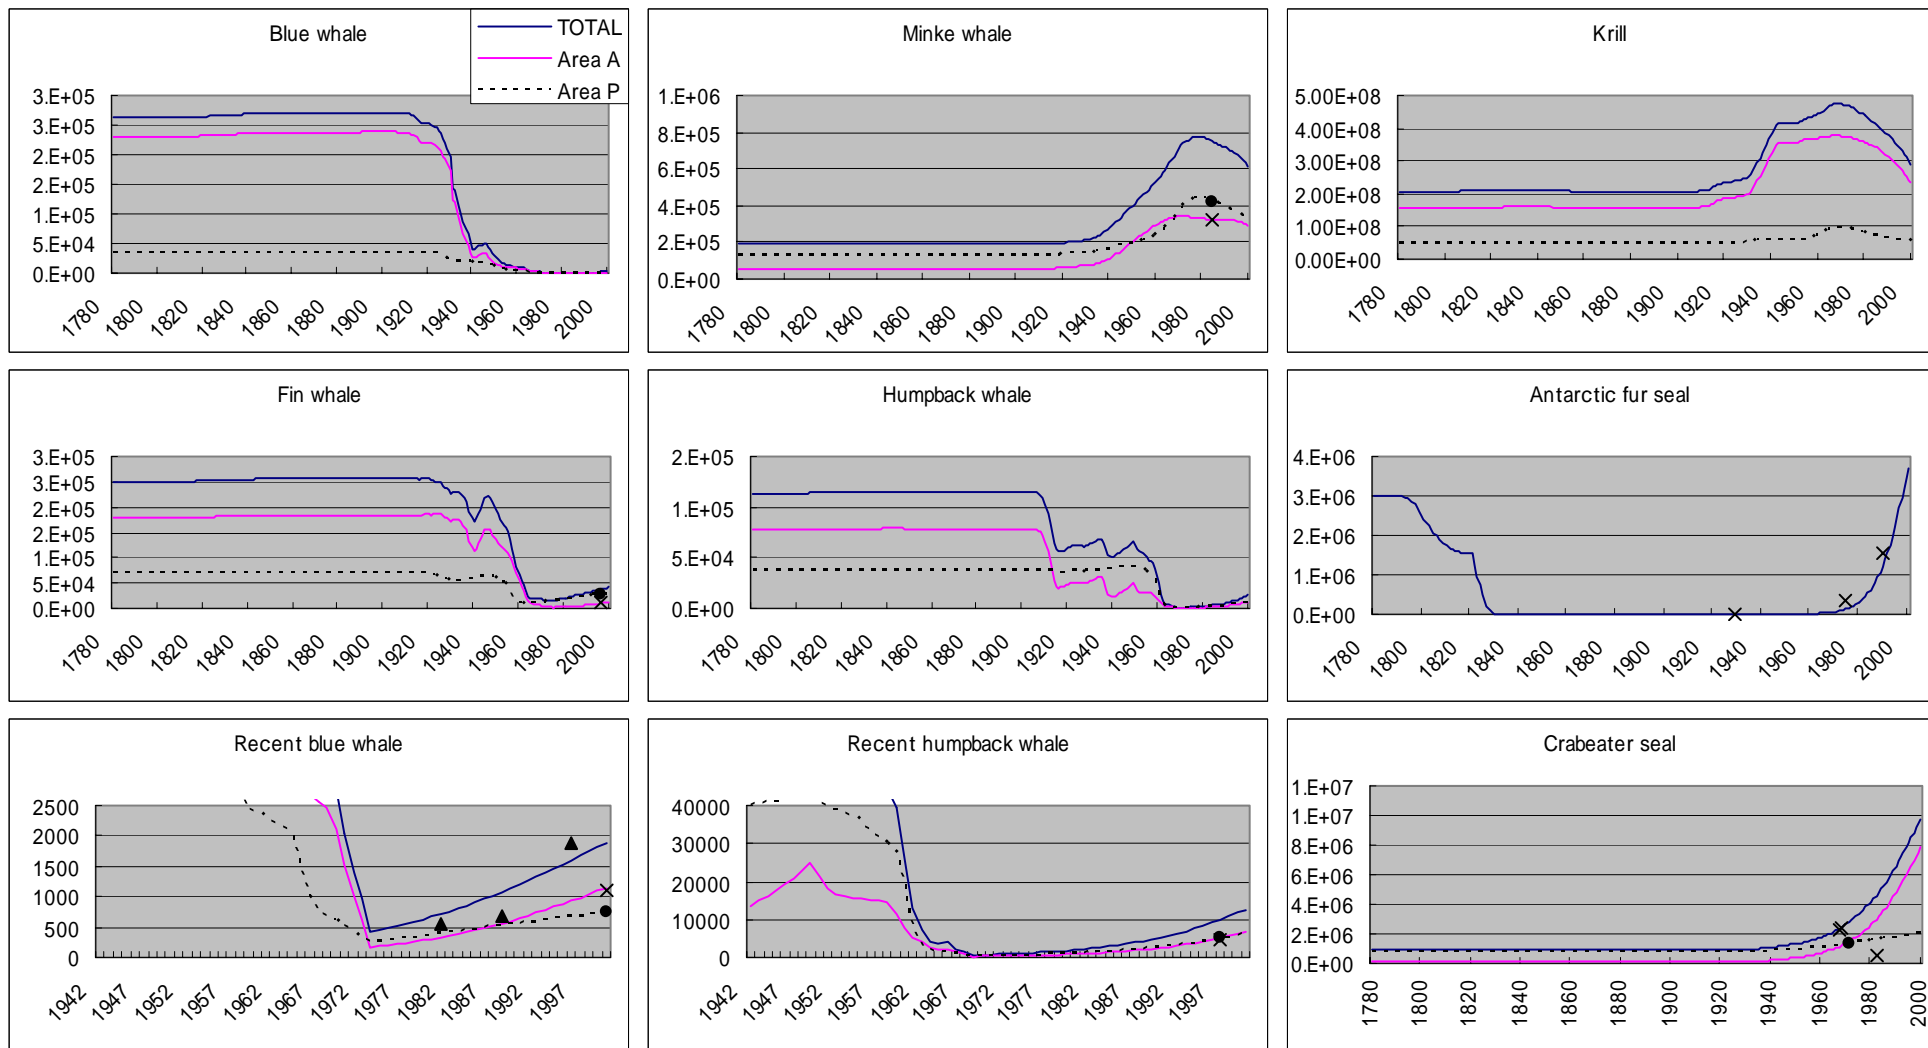 Blue whale
TOTAL
Area A
Area P
3.E+05
3.E+05
2.E+05
2.E+05
1.E+05
5.E+04
0.E+00
1780 1800 1820 1840 1860 1880 1900 1920 1940 1960 1980 2000
Minke whale
1.E+06
8.E+05
6.E+05
4.E+05
2.E+05
0.E+00
1780 1800 1820 1840 1860 1880 1900 1920 1940 1960 1980 2000
Krill
5.00E+08
4.00E+08
3.00E+08
2.00E+08
1.00E+08
0.00E+00
1780 1800 1820 1840 1860 1880 1900 1920 1940 1960 1980 2000
Fin whale
3.E+05
3.E+05
2.E+05
2.E+05
1.E+05
5.E+04
0.E+00
1780 1800 1820 1840 1860 1880 1900 1920 1940 1960 1980 2000
Humpback whale
2.E+05
1.E+05
5.E+04
0.E+00
1780 1800 1820 1840 1860 1880 1900 1920 1940 1960 1980 2000
Antarctic fur seal
4.E+06
3.E+06
2.E+06
1.E+06
0.E+00
1780 1800 1820 1840 1860 1880 1900 1920 1940 1960 1980 2000
Recent blue whale
2500
2000
1500
1000
500
0
1942 1947 1952 1957 1962 1967 1972 1977 1982 1987 1992 1997
Recent humpback whale
40000
30000
20000
10000
0
1942 1947 1952 1957 1962 1967 1972 1977 1982 1987 1992 1997
Crabeater seal
1.E+07
1.E+07
8.E+06
6.E+06
4.E+06
2.E+06
0.E+00
1780 1800 1820 1840 1860 1880 1900 1920 1940 1960 1980 2000